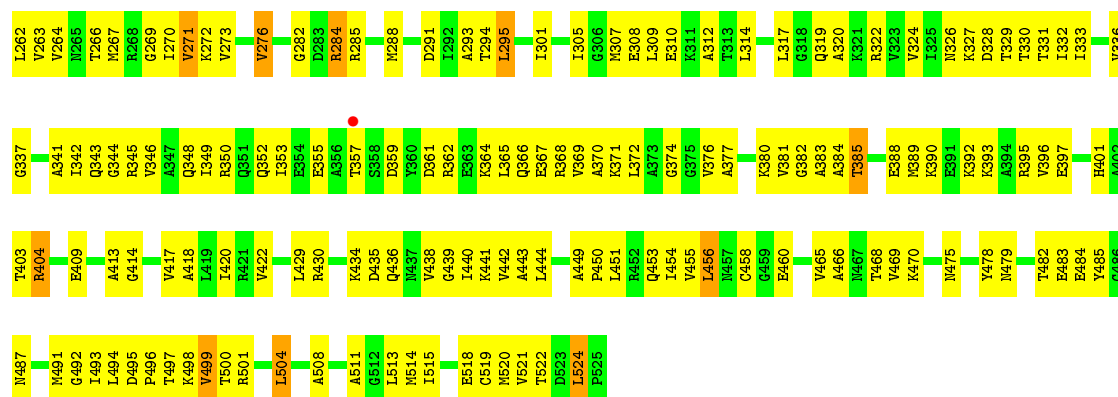 L262 V263 V264 N265 T266 M267 R268 G269 I270 V271 K272 V273 V276 G282 D283 R284 R285 M288 D291 I292 A293 T294 L295 I301 I305 G306 M307 E308 L309 E310 K311 A312 T313 L314 L317 G318 Q319 A320 K321 R322 V323 V324 I325 N326 K327 D328 T329 T330 T331 I332 I333 V336
G337 A341 I342 Q343 G344 R345 V346 A347 Q348 I349 R350 Q351 Q352 I353 E354 E355 A356 T357 S358 D359 Y360 D361 R362 E363 K364 L365 Q366 E367 R368 V369 A370 K371 L372 A373 G374 G375 V376 A377 K380 V381 G382 A383 A384 T385 E388 M389 K390 E391 K392 K393 A394 R395 V396 E397 H401
T403 R404 E409 A413 G414 V417 A418 L419 I420 R421 V422 L429 R430 K434 D435 Q436 N437 V438 G439 I440 K441 V442 A443 L444 A449 P450 L451 R452 Q453 I454 V455 L456 N457 C458 G459 E460 V465 A466 N467 T468 V469 K470 N475 Y478 N479 T482 E483 E484 Y485
N487 M491 G492 I493 L494 D495 P496 T497 K498 V499 T500 R501 L504 A508 A511 G512 L513 M514 I515 E518 C519 M520 V521 T522 D523 L524 P525